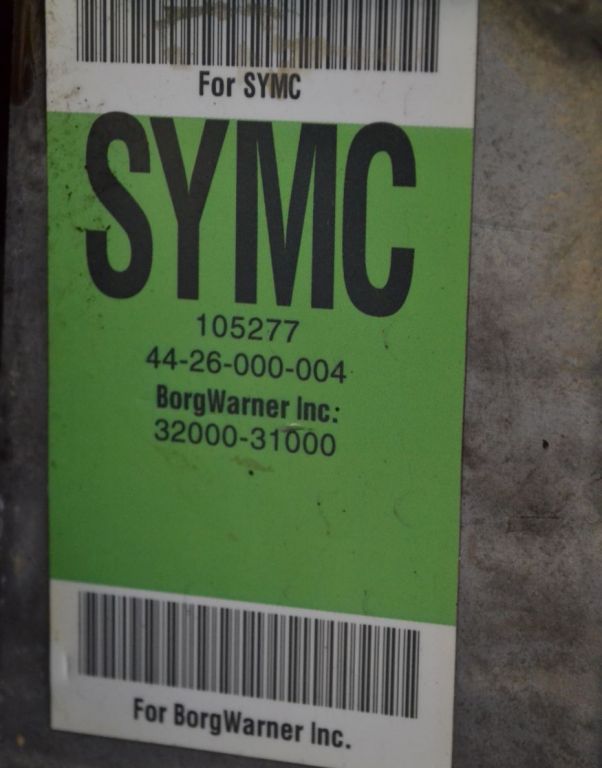 For SYMC
SYMC
105277
44-26-000-004
BorgWarner Inc:
32000-31000
For BorgWarner Inc.